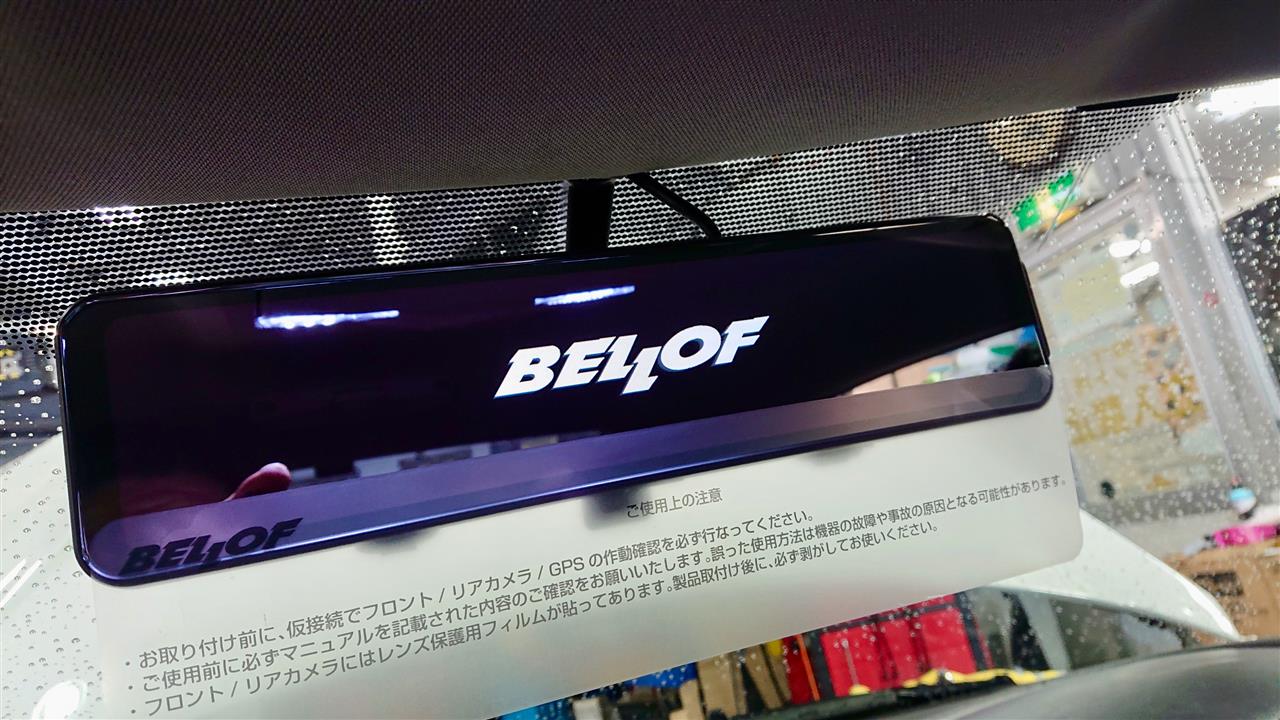 BELLOF
BELLOF
ご使用上の注意
・お取り付け前に、仮接続でフロント / リアカメラ / GPS の作動確認を必ず行なってください。
・ご使用前に必ずマニュアルを記載された内容のご確認をお願いいたします。誤った使用方法は機器の故障や事故の原因となる可能性があります。
・フロント / リアカメラにはレンズ保護用フィルムが貼ってあります。製品取付け後に、必ず剥がしてお使いください。